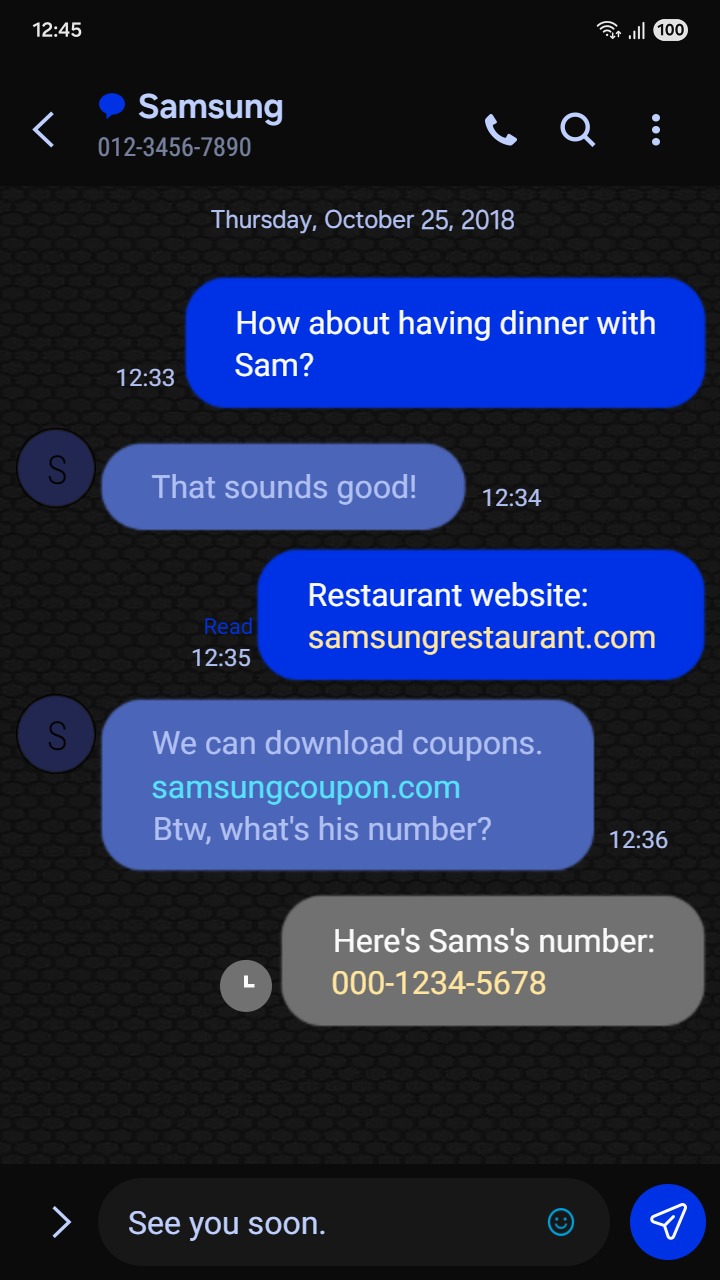 12:45
100
Samsung
012-3456-7890
Thursday, October 25, 2018
How about having dinner with
Sam?
12:33
S
That sounds good!
12:34
Restaurant website:
samsungrestaurant.com
Read
12:35
S
We can download coupons.
samsungcoupon.com
Btw, what's his number?
12:36
Here's Sams's number:
000-1234-5678
See you soon.